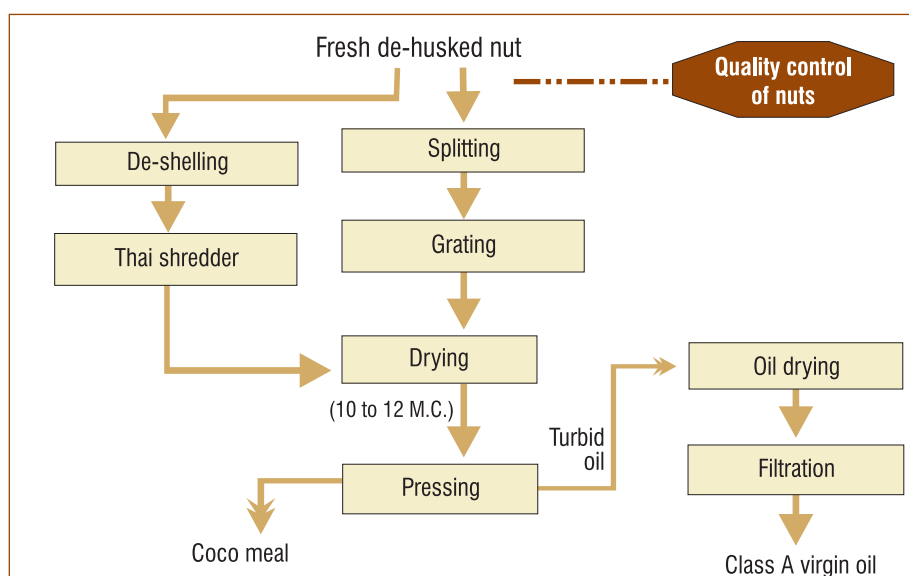 Fresh de-husked nut
Quality control
of nuts
De-shelling
Splitting
Thai shredder
Grating
Drying
Oil drying
(10 to 12 M.C.)
Turbid
oil
Pressing
Filtration
Coco meal
Class A virgin oil